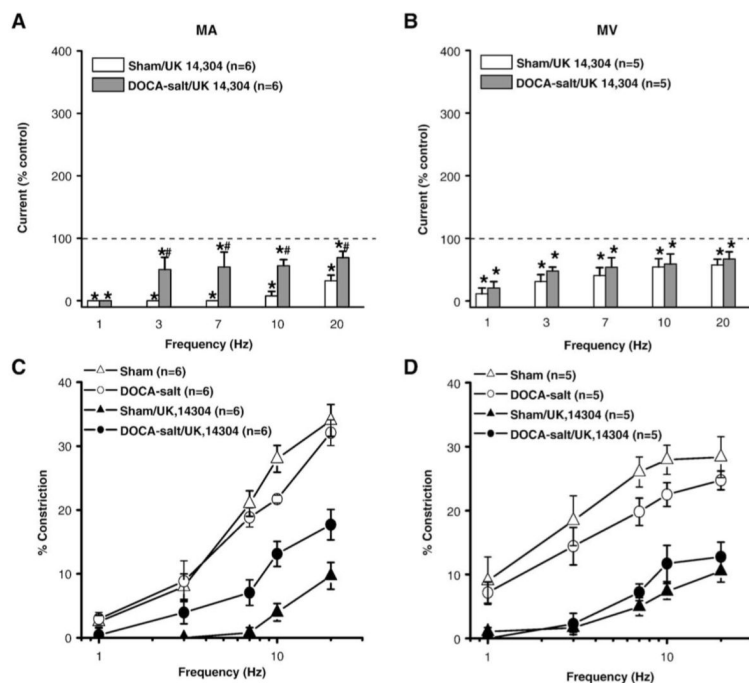 A
MA
400
300
200
100
0
Current (% control)
Sham/UK 14,304 (n=6)
DOCA-salt/UK 14,304 (n=6)
* * * *# * *# * *# * *#
1 3 7 10 20
Frequency (Hz)
B
MV
400
300
200
100
0
Current (% control)
Sham/UK 14,304 (n=5)
DOCA-salt/UK 14,304 (n=5)
* * * * * * * * * *
1 3 7 10 20
Frequency (Hz)
C
40
30
20
10
0
% Constriction
Sham (n=6)
DOCA-salt (n=6)
Sham/UK,14304 (n=6)
DOCA-salt/UK,14304 (n=6)
1 10
Frequency (Hz)
D
40
30
20
10
0
% Constriction
Sham (n=5)
DOCA-salt (n=5)
Sham/UK,14304 (n=5)
DOCA-salt/UK,14304 (n=5)
1 10
Frequency (Hz)